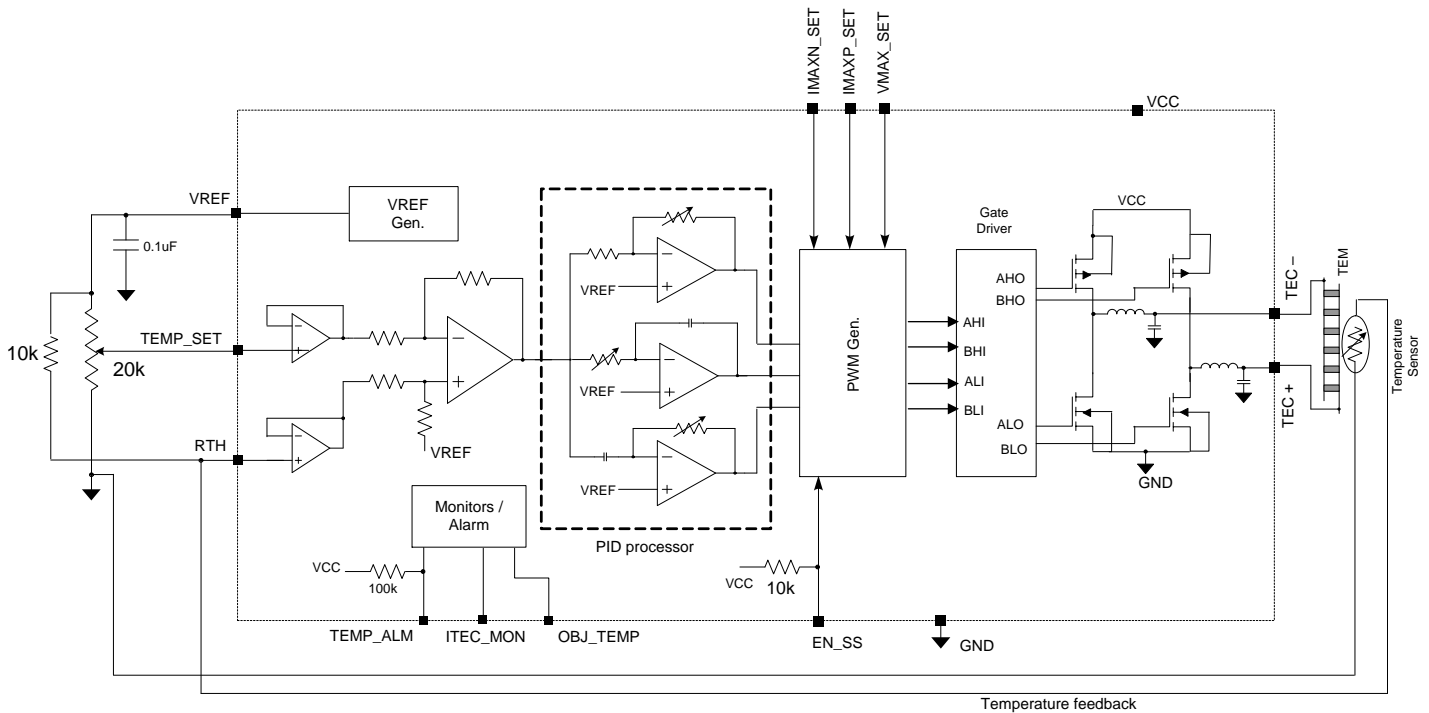 IMAXN_SET
IMAXP_SET
VMAX_SET
VCC
VREF
VREF
Gen.
0.1uF
10k
20k
TEMP_SET
RTH
VREF
VREF
VREF
VREF
PID processor
PWM Gen.
Gate
Driver
AHO
BHO
AHI
BHI
ALI
BLI
ALO
BLO
VCC
GND
TEC –
TEC +
TEM
Temperature
Sensor
Monitors /
Alarm
VCC
100k
VCC
10k
TEMP_ALM
ITEC_MON
OBJ_TEMP
EN_SS
GND
Temperature feedback